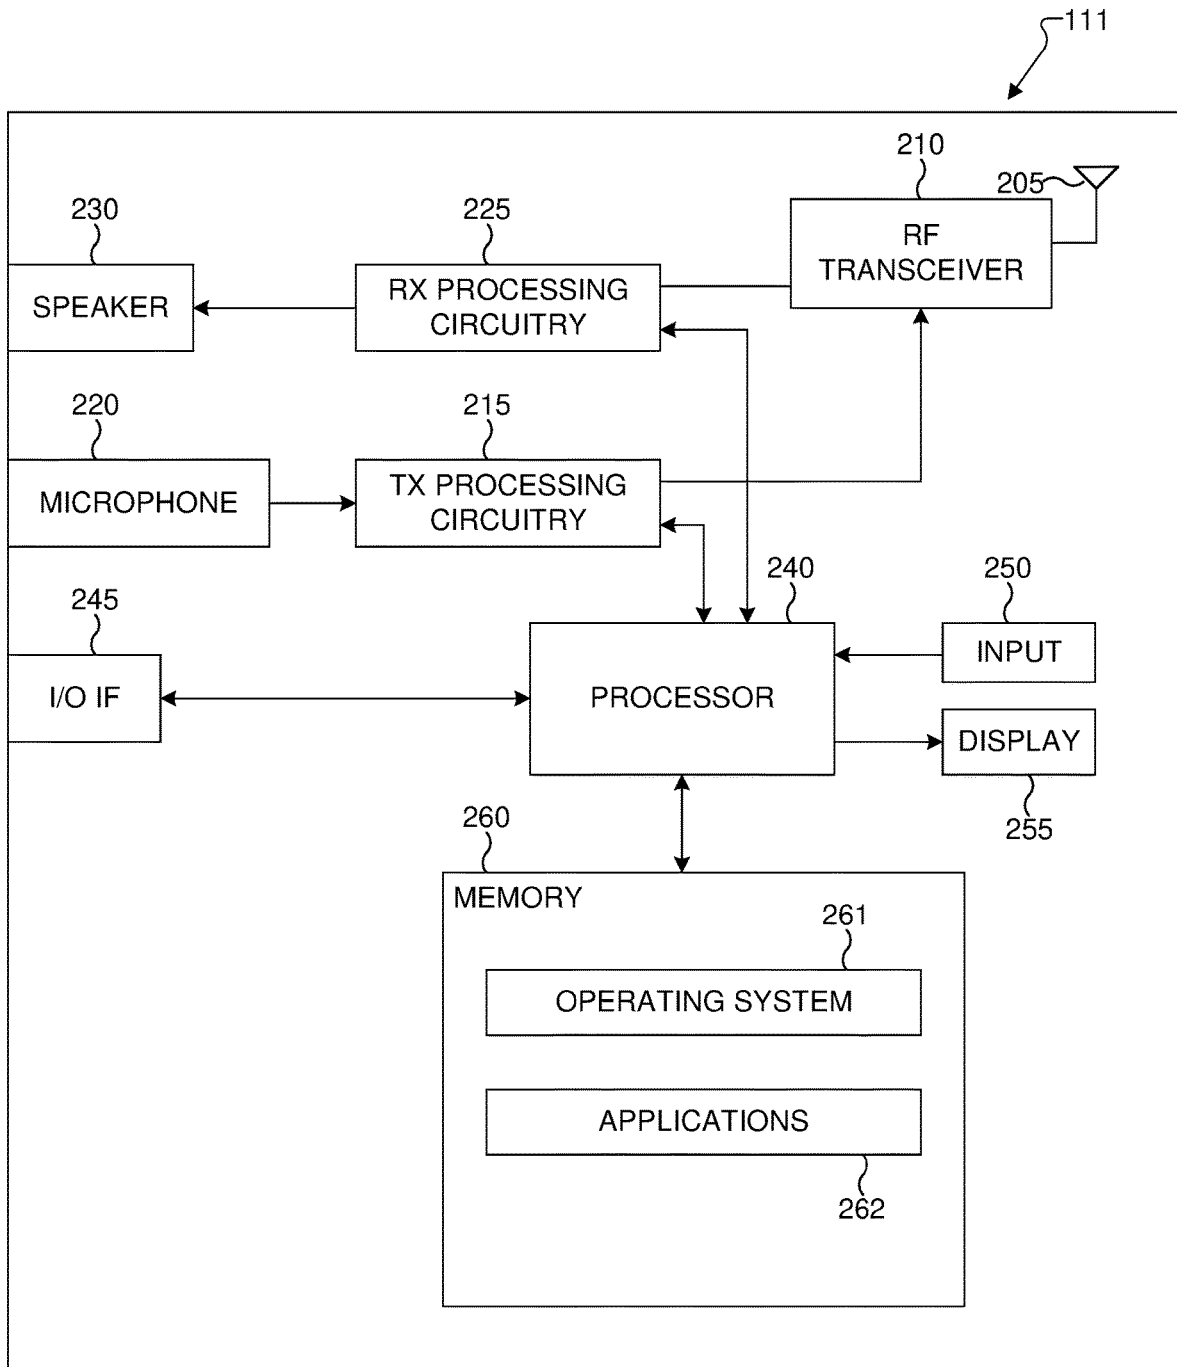 111
210
205
230
225
RF
TRANSCEIVER
SPEAKER
RX PROCESSING
CIRCUITRY
220
215
MICROPHONE
TX PROCESSING
CIRCUITRY
240
250
245
INPUT
I/O IF
PROCESSOR
DISPLAY
255
260
MEMORY
261
OPERATING SYSTEM
APPLICATIONS
262